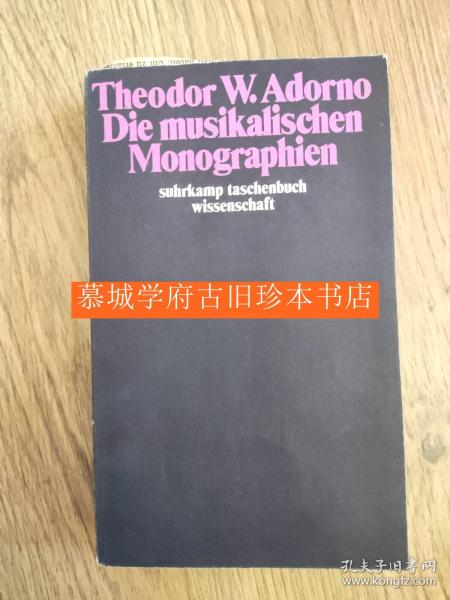 Theodor W. Adorno
Die musikalischen
Monographien
suhrkamp taschenbuch
wissenschaft
慕城学府古旧珍本书店
孔夫子旧书网
www.kongfz.com